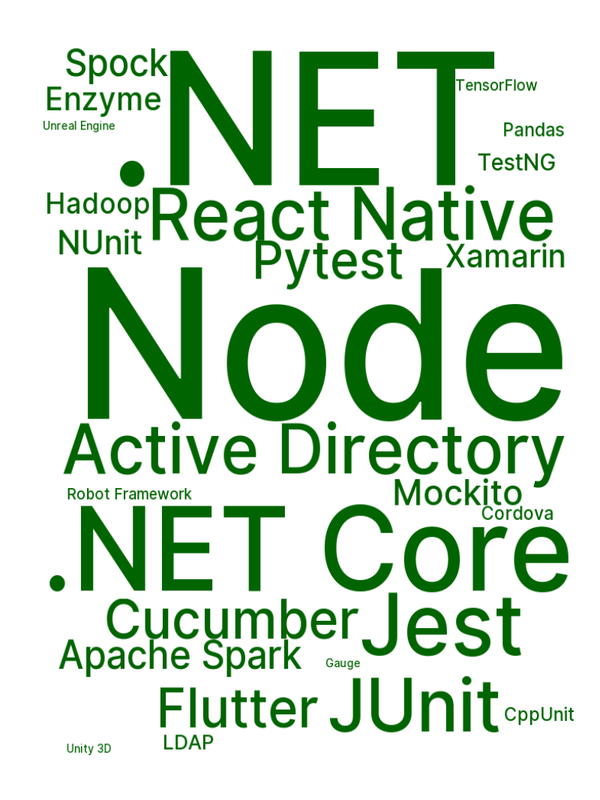 Spock
.NET
TensorFlow
Enzyme
Unreal Engine
Pandas
TestNG
Hadoop
React Native
NUnit
Pytest
Xamarin
Node
Active Directory
Robot Framework
Mockito
Cordova
.NET Core
Cucumber
Jest
Apache Spark
Gauge
Flutter
JUnit
CppUnit
LDAP
Unity 3D